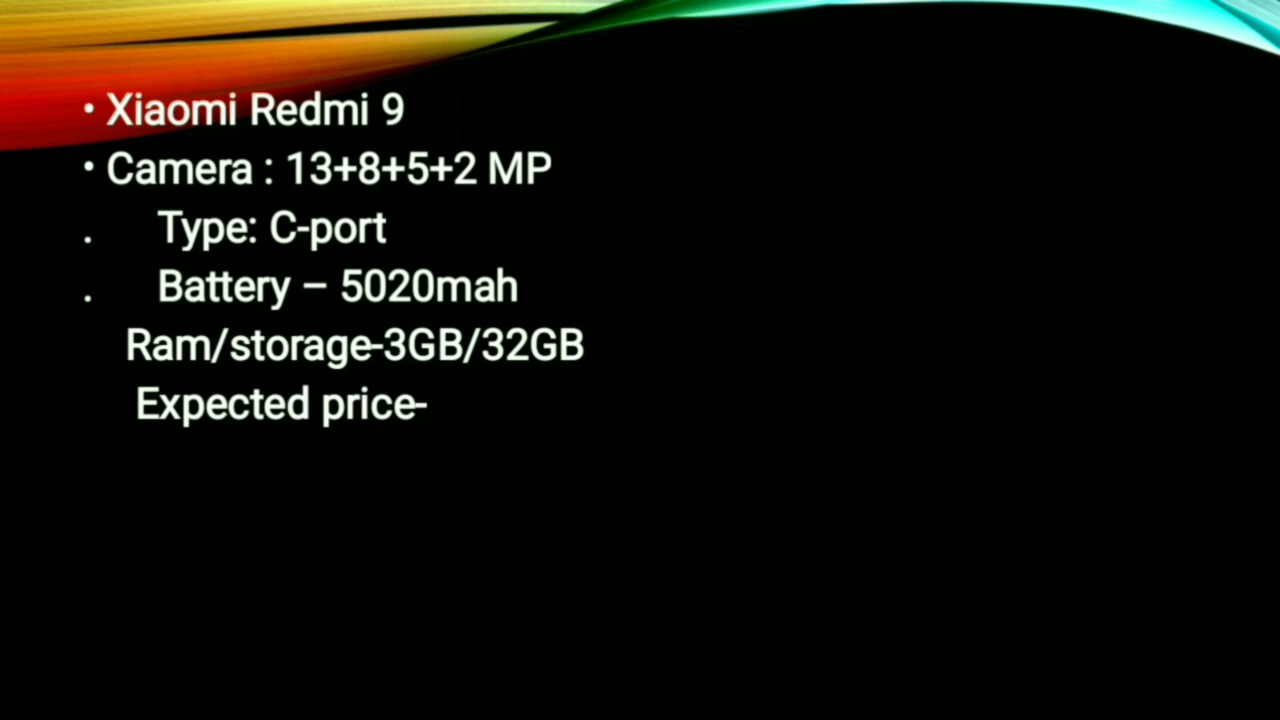 • Xiaomi Redmi 9
• Camera : 13+8+5+2 MP
. Type: C-port
. Battery – 5020mah
Ram/storage-3GB/32GB
Expected price-